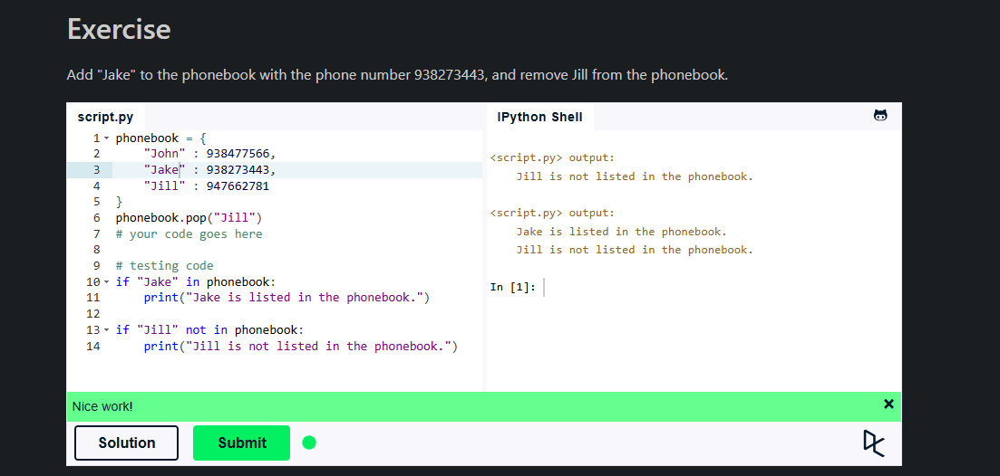 Exercise
Add "Jake" to the phonebook with the phone number 938273443, and remove Jill from the phonebook.
script.py
1 phonebook = {
2     "John" : 938477566,
3     "Jake" : 938273443,
4     "Jill" : 947662781
5 }
6 phonebook.pop("Jill")
7 # your code goes here
8
9 # testing code
10 if "Jake" in phonebook:
11     print("Jake is listed in the phonebook.")
12
13 if "Jill" not in phonebook:
14     print("Jill is not listed in the phonebook.")
IPython Shell
<script.py> output:
    Jill is not listed in the phonebook.
<script.py> output:
    Jake is listed in the phonebook.
    Jill is not listed in the phonebook.
In [1]:
Nice work!
Solution
Submit